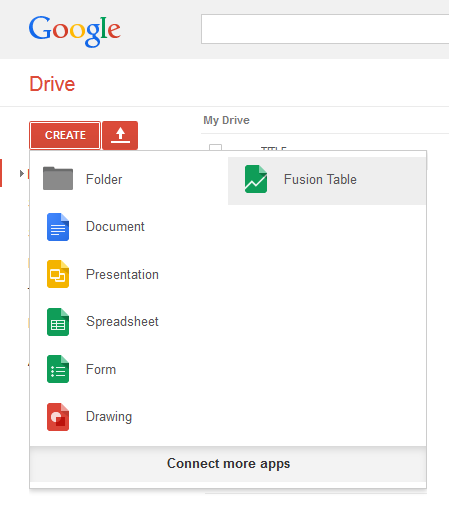 Google
Drive
CREATE
My Drive
TITLE
Folder
Fusion Table
Document
Presentation
Spreadsheet
Form
Drawing
Connect more apps